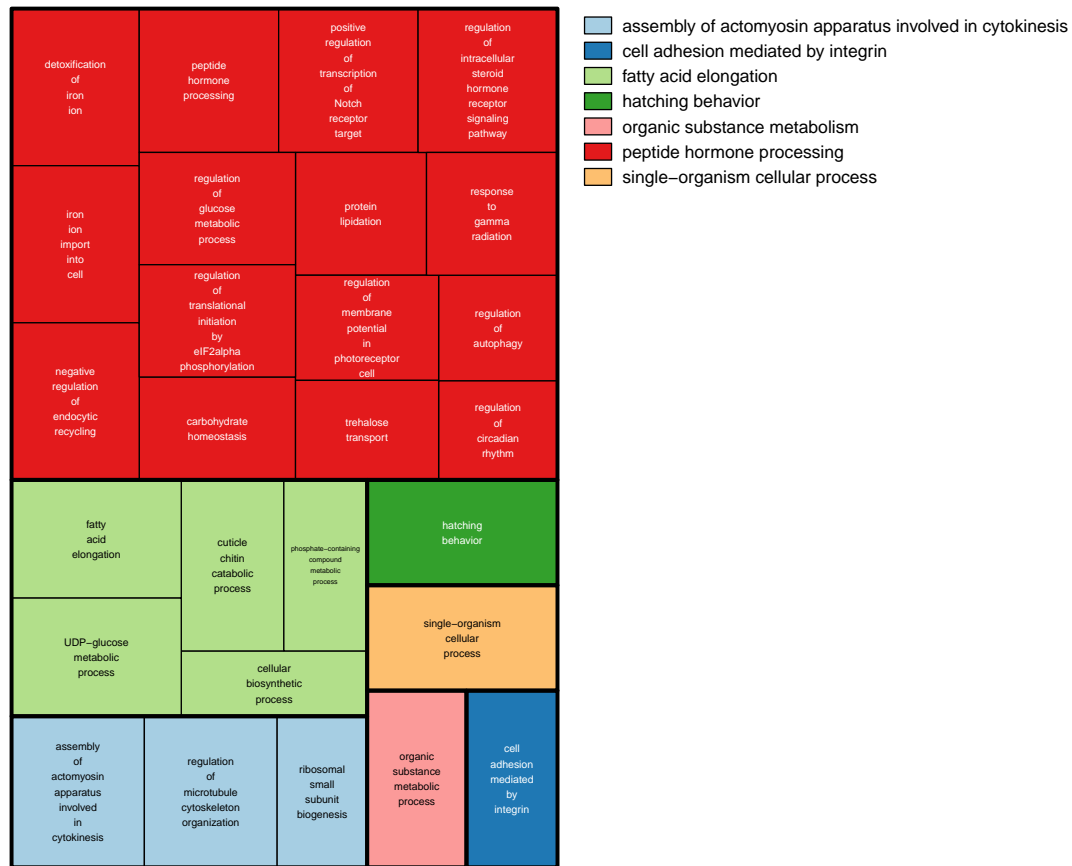 detoxification
of
iron
ion
peptide
hormone
processing
positive
regulation
of
transcription
of
Notch
receptor
target
regulation
of
intracellular
steroid
hormone
receptor
signaling
pathway
iron
ion
import
into
cell
regulation
of
glucose
metabolic
process
protein
lipidation
response
to
gamma
radiation
regulation
of
translational
initiation
by
eIF2alpha
phosphorylation
regulation
of
membrane
potential
in
photoreceptor
cell
regulation
of
autophagy
negative
regulation
of
endocytic
recycling
carbohydrate
homeostasis
trehalose
transport
regulation
of
circadian
rhythm
fatty
acid
elongation
cuticle
chitin
catabolic
process
phosphate−containing
compound
metabolic
process
hatching
behavior
UDP−glucose
metabolic
process
cellular
biosynthetic
process
single−organism
cellular
process
assembly
of
actomyosin
apparatus
involved
in
cytokinesis
regulation
of
microtubule
cytoskeleton
organization
ribosomal
small
subunit
biogenesis
organic
substance
metabolic
process
cell
adhesion
mediated
by
integrin
assembly of actomyosin apparatus involved in cytokinesis
cell adhesion mediated by integrin
fatty acid elongation
hatching behavior
organic substance metabolism
peptide hormone processing
single−organism cellular process